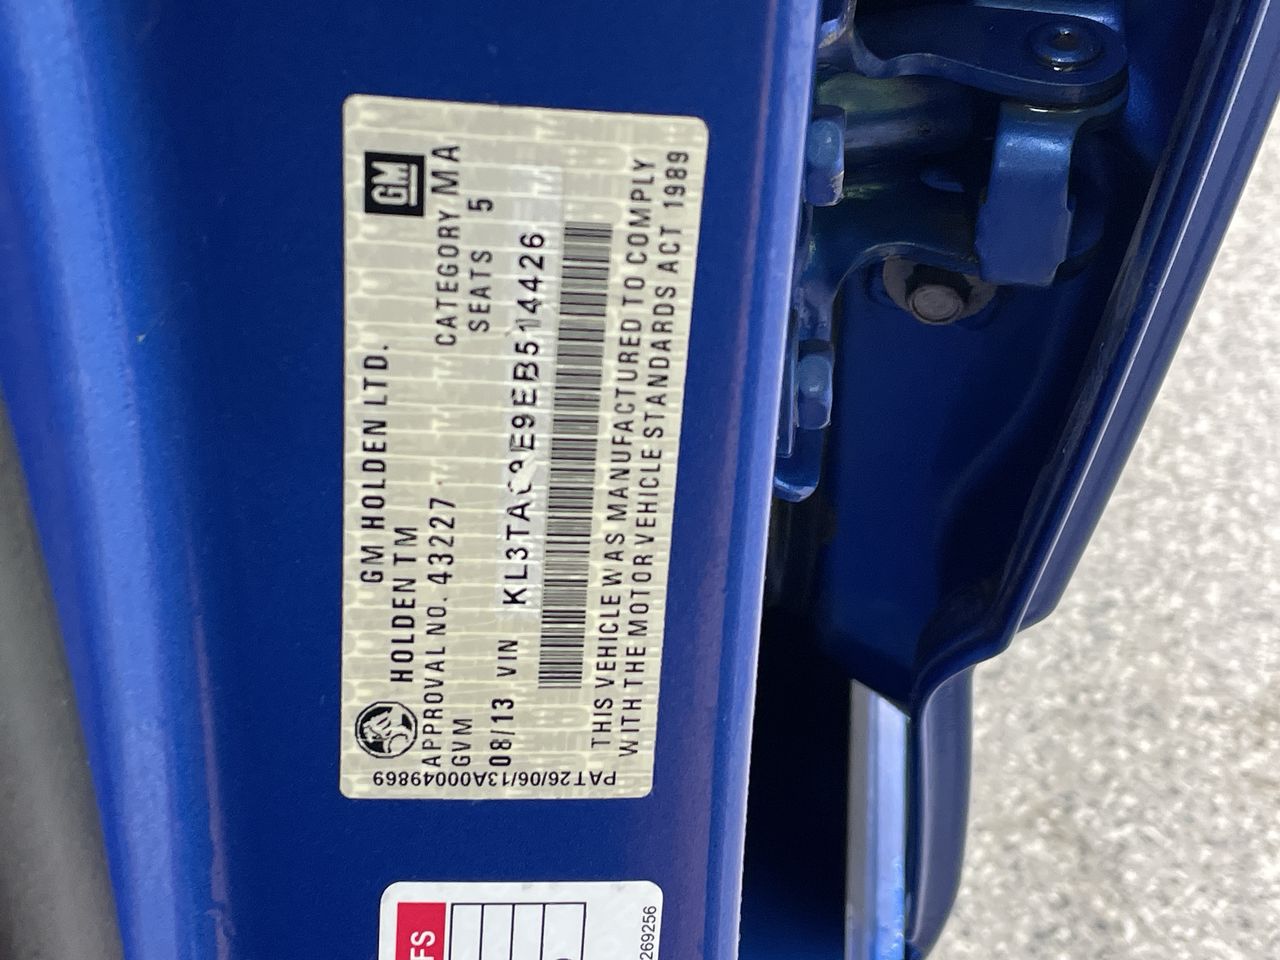 GM HOLDEN LTD.
GM
HOLDEN TM
CATEGORY MA
APPROVAL NO. 43227
SEATS 5
GVM
08/13 VIN
THIS VEHICLE WAS MANUFACTURED TO COMPLY
WITH THE MOTOR VEHICLE STANDARDS ACT 1989
PAT26/06/13A00049869
FS
269256